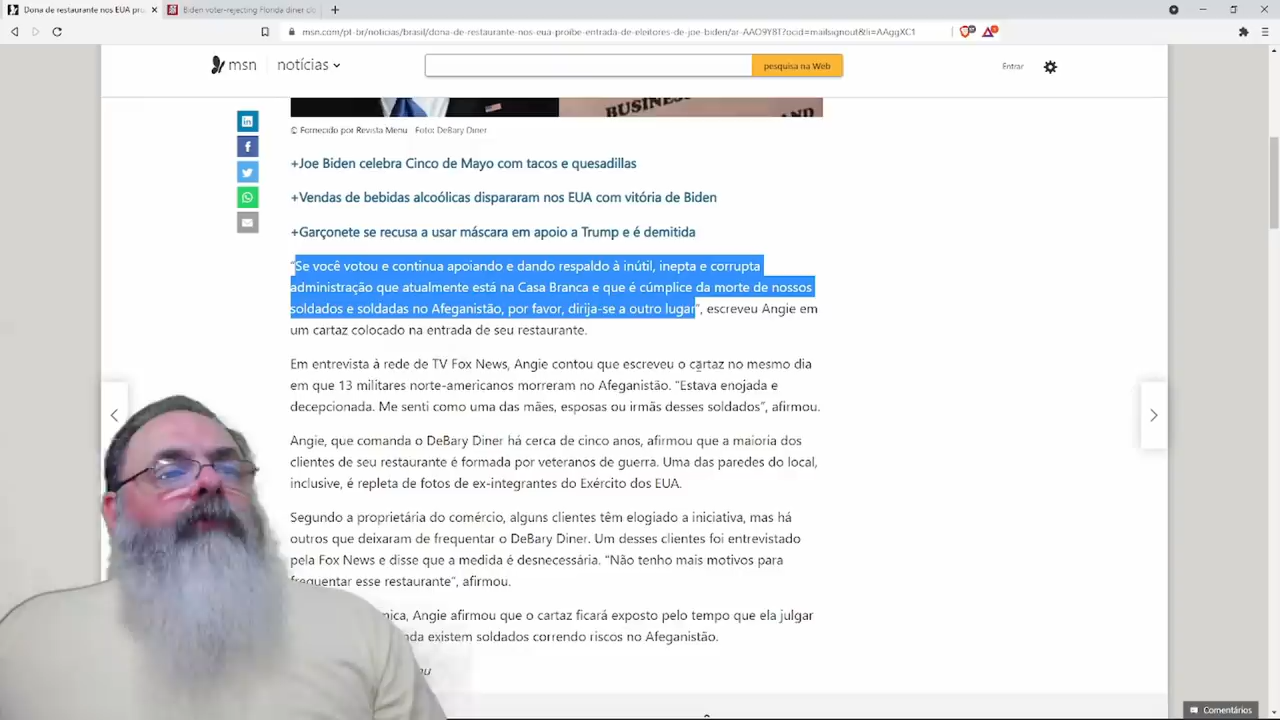 Dona de restaurante nos EUA pro
Biden voter-rejecting Florida diner clo
msn.com/pt-br/noticias/brasil/dona-de-restaurante-nos-eua-proibe-entrada-de-eleitores-de-joe-biden/ar-AAO9Y8T?ocid=mailsignout&li=AAggXC1
msn
notícias
pesquisa na Web
Entrar
BUSINESS
AND
© Fornecido por Revista Menu Foto: DeBary Diner
+Joe Biden celebra Cinco de Mayo com tacos e quesadillas
+Vendas de bebidas alcoólicas dispararam nos EUA com vitória de Biden
+Garçonete se recusa a usar máscara em apoio a Trump e é demitida
“Se você votou e continua apoiando e dando respaldo à inútil, inepta e corrupta
administração que atualmente está na Casa Branca e que é cúmplice da morte de nossos
soldados e soldadas no Afeganistão, por favor, dirija-se a outro lugar”, escreveu Angie em
um cartaz colocado na entrada de seu restaurante.
Em entrevista à rede de TV Fox News, Angie contou que escreveu o cartaz no mesmo dia
em que 13 militares norte-americanos morreram no Afeganistão. “Estava enojada e
decepcionada. Me senti como uma das mães, esposas ou irmãs desses soldados”, afirmou.
Angie, que comanda o DeBary Diner há cerca de cinco anos, afirmou que a maioria dos
clientes de seu restaurante é formada por veteranos de guerra. Uma das paredes do local,
inclusive, é repleta de fotos de ex-integrantes do Exército dos EUA.
Segundo a proprietária do comércio, alguns clientes têm elogiado a iniciativa, mas há
outros que deixaram de frequentar o DeBary Diner. Um desses clientes foi entrevistado
pela Fox News e disse que a medida é desnecessária. “Não tenho mais motivos para
frequentar esse restaurante”, afirmou.
Angie afirmou que o cartaz ficará exposto pelo tempo que ela julgar
existem soldados correndo riscos no Afeganistão.
Comentários